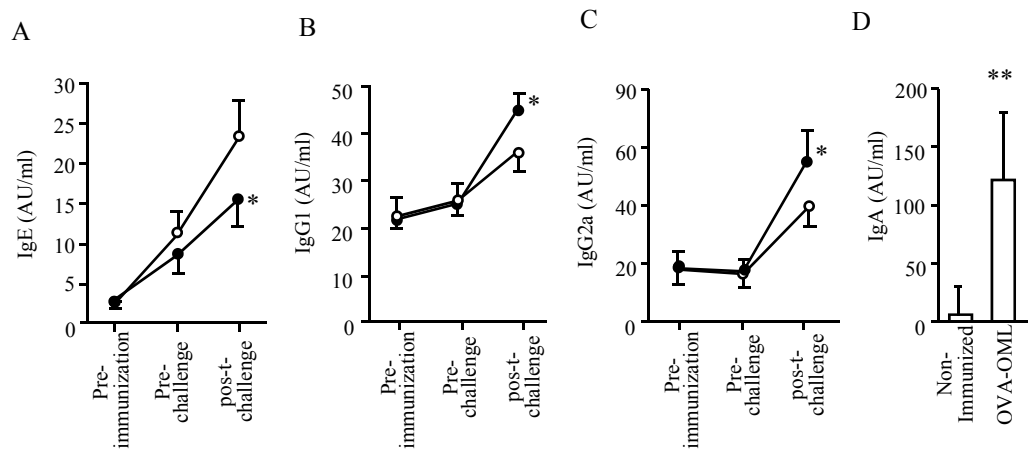 A
B
C
D
IgE (AU/ml)
30
25
20
15
10
5
0
*
Pre-
immunization
Pre-
challenge
pos-t-
challenge
IgG1 (AU/ml)
50
40
30
20
10
0
*
Pre-
immunization
Pre-
challenge
pos-t-
challenge
IgG2a (AU/ml)
90
60
40
20
0
*
Pre-
immunization
Pre-
challenge
pos-t-
challenge
IgA (AU/ml)
200
150
100
50
0
**
Non-
Immunized
OVA-OML